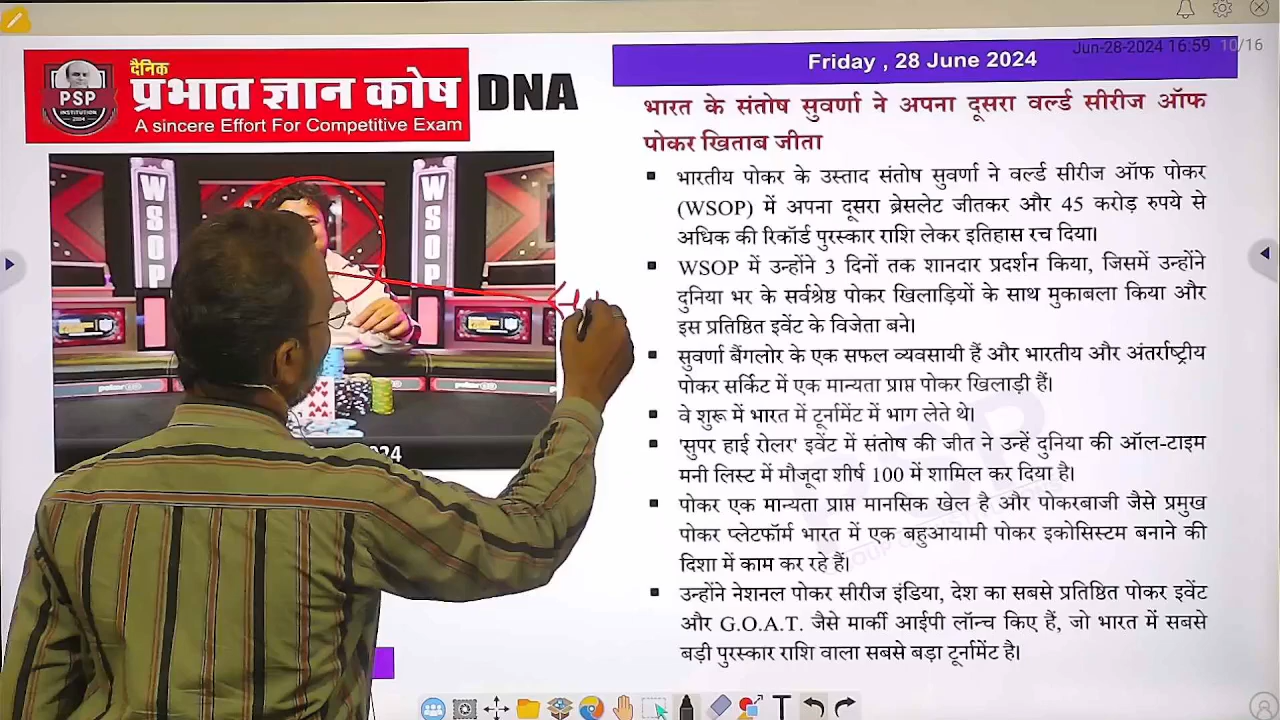 Jun-28-2024 16:59 10/16
दैनिक
प्रभात ज्ञान कोष DNA
PSP
INSTITUTION
A sincere Effort For Competitive Exam
Friday , 28 June 2024
भारत के संतोष सुवर्णा ने अपना दूसरा वर्ल्ड सीरीज ऑफ
पोकर खिताब जीता
WSOP
WSOP
भारतीय पोकर के उस्ताद संतोष सुवर्णा ने वर्ल्ड सीरीज ऑफ पोकर
(WSOP) में अपना दूसरा ब्रेसलेट जीतकर और 45 करोड़ रुपये से
अधिक की रिकॉर्ड पुरस्कार राशि लेकर इतिहास रच दिया।
WSOP में उन्होंने 3 दिनों तक शानदार प्रदर्शन किया, जिसमें उन्होंने
दुनिया भर के सर्वश्रेष्ठ पोकर खिलाड़ियों के साथ मुकाबला किया और
इस प्रतिष्ठित इवेंट के विजेता बने।
सुवर्णा बैंगलोर के एक सफल व्यवसायी हैं और भारतीय और अंतर्राष्ट्रीय
पोकर सर्किट में एक मान्यता प्राप्त पोकर खिलाड़ी हैं।
वे शुरू में भारत में टूर्नामेंट में भाग लेते थे।
'सुपर हाई रोलर' इवेंट में संतोष की जीत ने उन्हें दुनिया की ऑल-टाइम
मनी लिस्ट में मौजूदा शीर्ष 100 में शामिल कर दिया है।
पोकर एक मान्यता प्राप्त मानसिक खेल है और पोकरबाजी जैसे प्रमुख
पोकर प्लेटफॉर्म भारत में एक बहुआयामी पोकर इकोसिस्टम बनाने की
दिशा में काम कर रहे हैं।
उन्होंने नेशनल पोकर सीरीज इंडिया, देश का सबसे प्रतिष्ठित पोकर इवेंट
और G.O.A.T. जैसे मार्की आईपी लॉन्च किए हैं, जो भारत में सबसे
बड़ी पुरस्कार राशि वाला सबसे बड़ा टूर्नामेंट है।